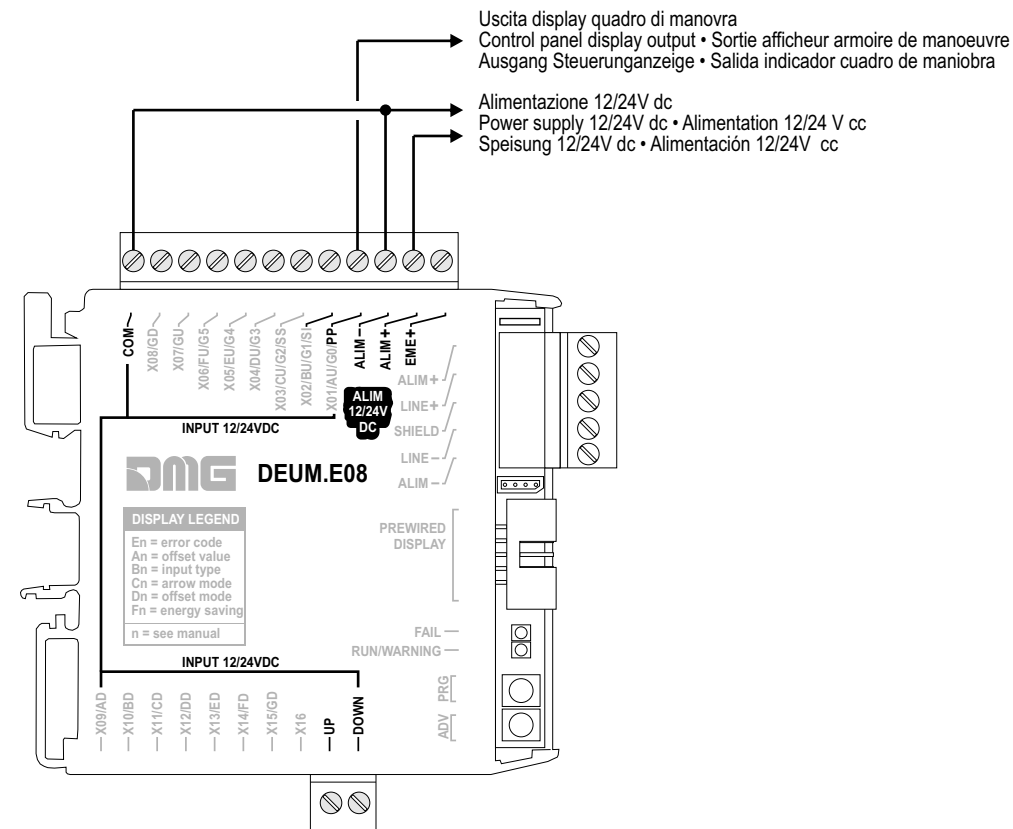 Uscita display quadro di manovra
Control panel display output • Sortie afficheur armoire de manoeuvre
Ausgang Steuerunganzeige • Salida indicador cuadro de maniobra
Alimentazione 12/24V dc
Power supply 12/24V dc • Alimentation 12/24 V cc
Speisung 12/24V dc • Alimentación 12/24V cc
COM
X08/GD
X07/GU
X06/FU/G5
X05/EU/G4
X04/DU/G3
X03/CU/G2/SS
X02/BU/G1/SI
X01/AU/G0/PP
ALIM-
ALIM+
EME+
ALIM+
LINE+
SHIELD
LINE-
ALIM-
ALIM
12/24V
DC
INPUT 12/24VDC
DMG DEUM.E08
DISPLAY LEGEND
En = error code
An = offset value
Bn = input type
Cn = arrow mode
Dn = offset mode
Fn = energy saving
n = see manual
PREWIRED
DISPLAY
FAIL
RUN/WARNING
INPUT 12/24VDC
PRG
ADV
X09/AD
X10/BD
X11/CD
X12/DD
X13/ED
X14/FD
X15/GD
X16
UP
DOWN